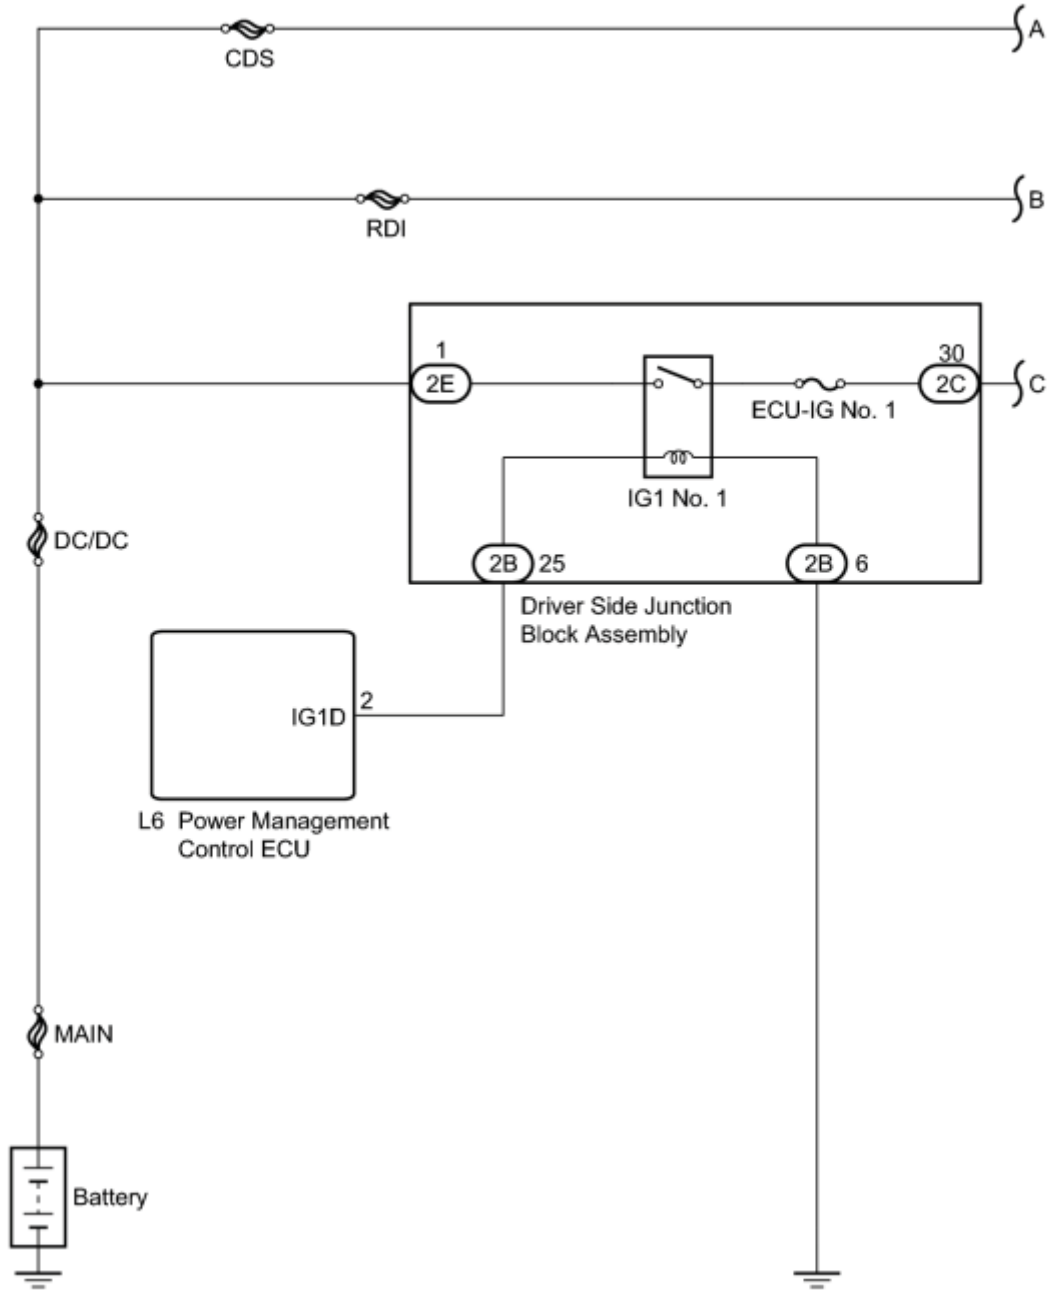 A
CDS
B
RDI
1
30
2E
2C
C
ECU-IG No. 1
IG1 No. 1
DC/DC
2B
25
2B
6
Driver Side Junction
Block Assembly
2
IG1D
L6 Power Management
Control ECU
MAIN
Battery